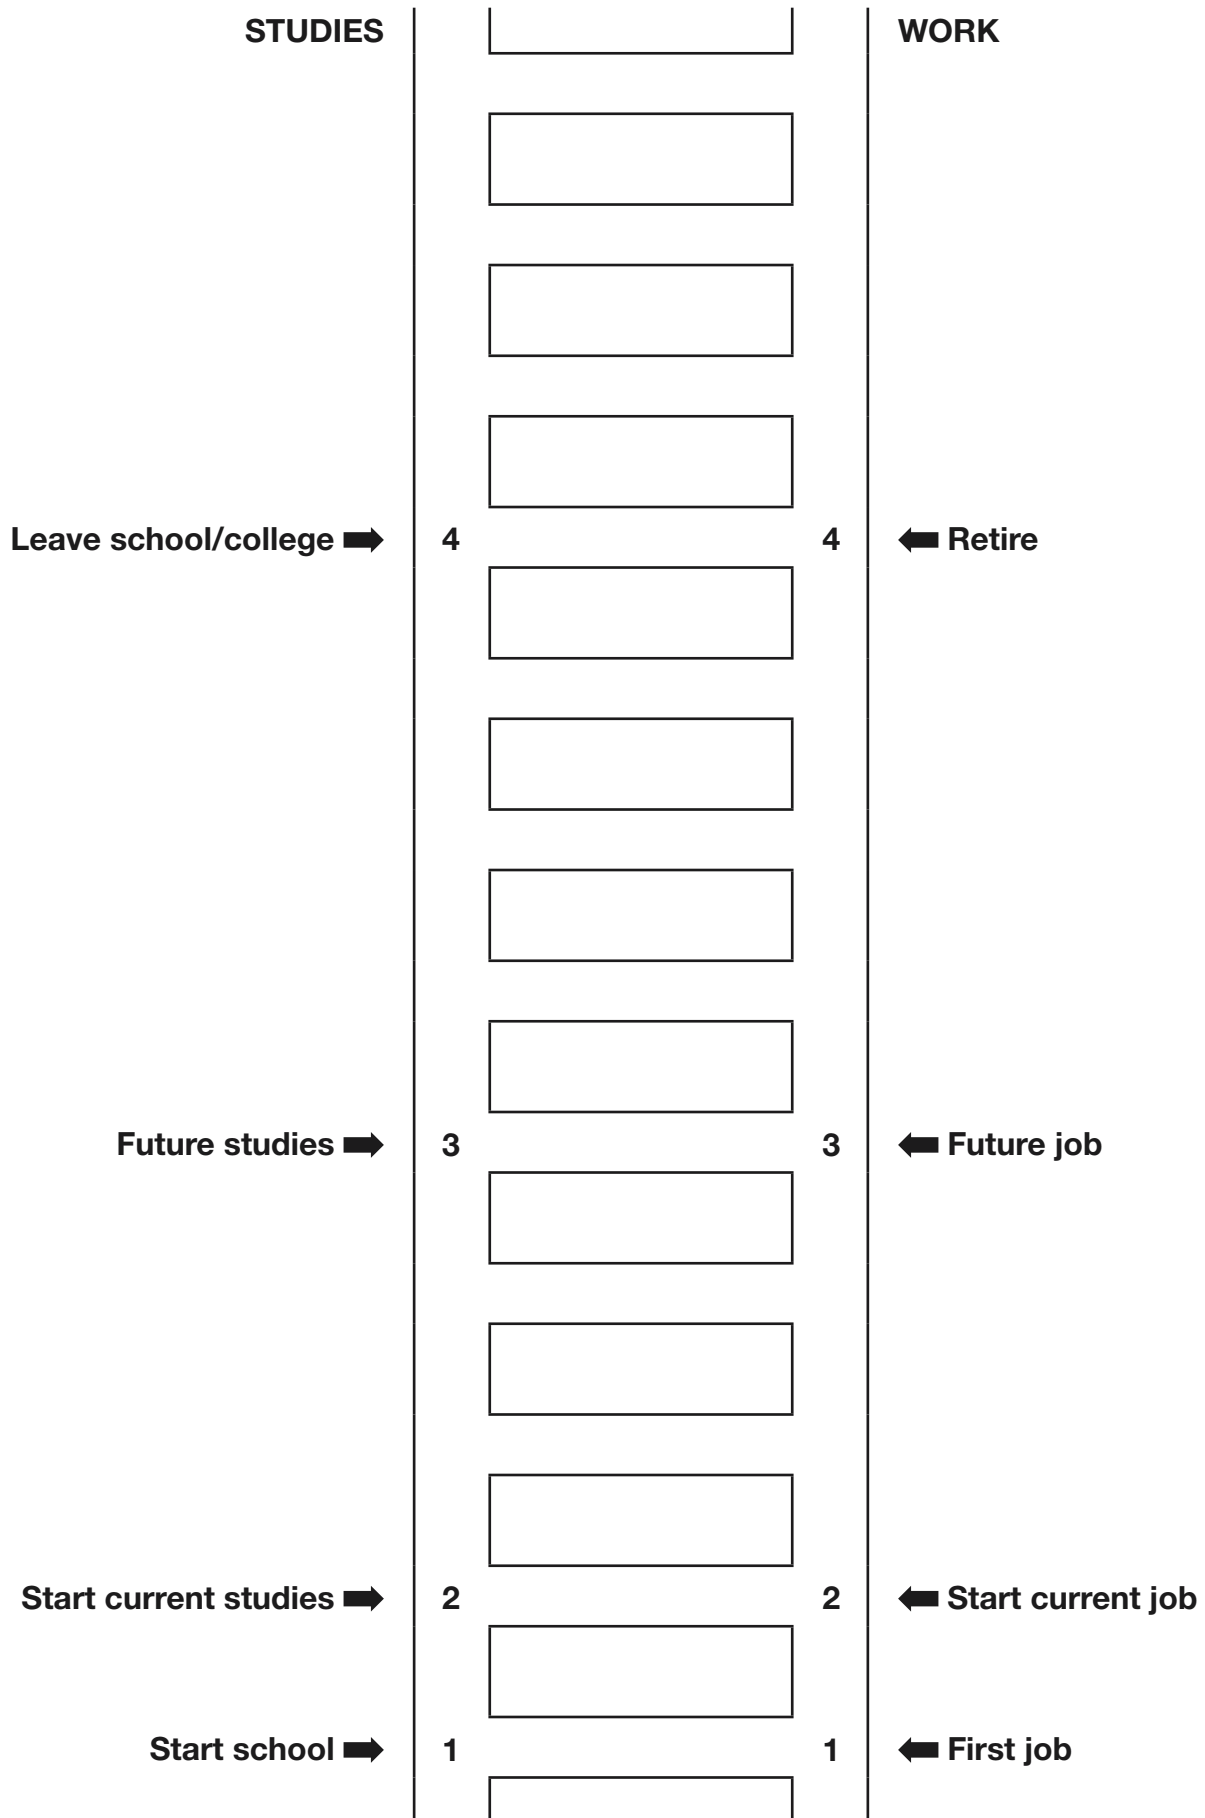 STUDIES WORK
Leave school/college ➡ 4 4 ⬅ Retire
Future studies ➡ 3 3 ⬅ Future job
Start current studies ➡ 2 2 ⬅ Start current job
Start school ➡ 1 1 ⬅ First job